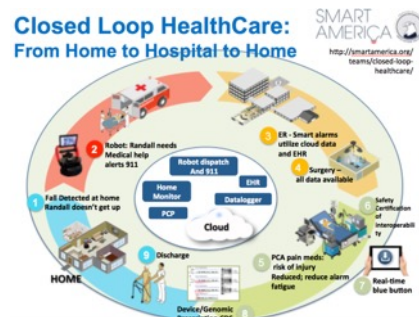 Closed Loop HealthCare:
From Home to Hospital to Home
SMART
AMERICA
http://smartamerica.org/
teams/closed-loop-
healthcare/
2
Robot: Randall needs
Medical help
alerts 911
3
ER - Smart alarms
utilize cloud data
and EHR
4
Surgery –
all data available
1
Fall Detected at home
Randall doesn't get up
Robot dispatch
And 911
Home
Monitor
EHR
Datalogger
PCP
Cloud
6
Safety
Certification
of
interoperabili
ty
HOME
9
Discharge
5
PCA pain meds:
risk of injury
Reduced; reduce alarm
fatigue
7
Real-time
blue button
Device/Genomic
8